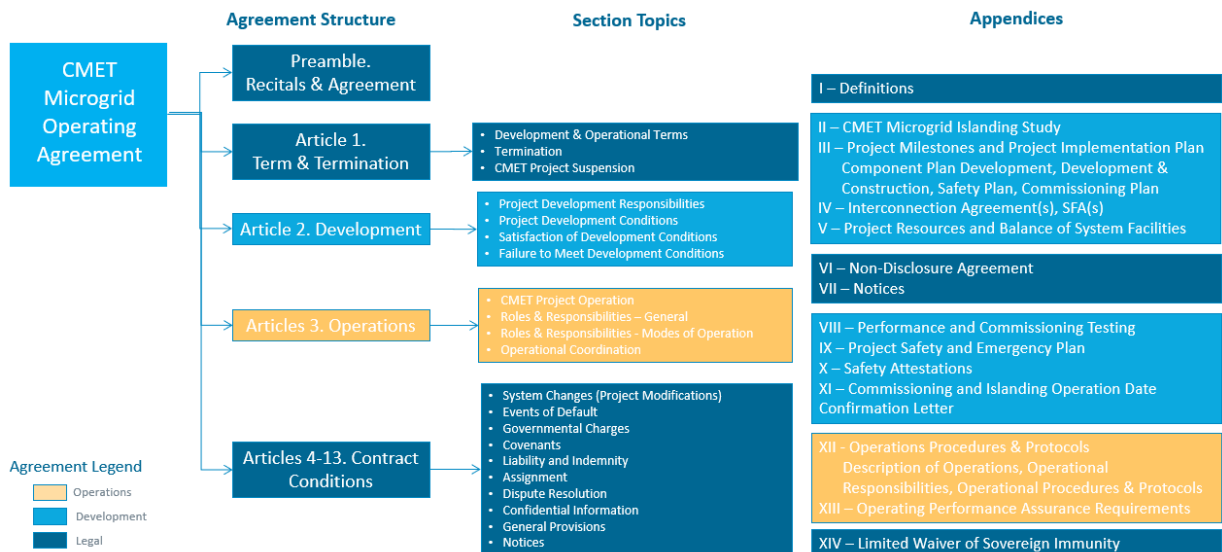 Agreement Structure
Section Topics
Appendices
CMET
Microgrid
Operating
Agreement
Preamble.
Recitals & Agreement
Article 1.
Term & Termination
• Development & Operational Terms
• Termination
• CMET Project Suspension
Article 2. Development
• Project Development Responsibilities
• Project Development Conditions
• Satisfaction of Development Conditions
• Failure to Meet Development Conditions
Articles 3. Operations
• CMET Project Operation
• Roles & Responsibilities – General
• Roles & Responsibilities - Modes of Operation
• Operational Coordination
Articles 4-13. Contract
Conditions
• System Changes (Project Modifications)
• Events of Default
• Governmental Charges
• Covenants
• Liability and Indemnity
• Assignment
• Dispute Resolution
• Confidential Information
• General Provisions
• Notices
I – Definitions
II – CMET Microgrid Islanding Study
III – Project Milestones and Project Implementation Plan
Component Plan Development, Development &
Construction, Safety Plan, Commissioning Plan
IV – Interconnection Agreement(s), SFA(s)
V – Project Resources and Balance of System Facilities
VI – Non-Disclosure Agreement
VII – Notices
VIII – Performance and Commissioning Testing
IX – Project Safety and Emergency Plan
X – Safety Attestations
XI – Commissioning and Islanding Operation Date
Confirmation Letter
XII - Operations Procedures & Protocols
Description of Operations, Operational
Responsibilities, Operational Procedures & Protocols
XIII – Operating Performance Assurance Requirements
XIV – Limited Waiver of Sovereign Immunity
Agreement Legend
Operations
Development
Legal